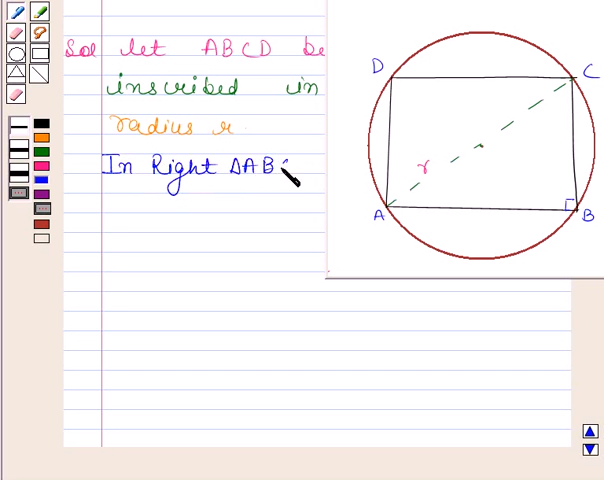 Sol let ABCD be
inscribed in
radius r
In Right ΔAB
D
C
r
A
B